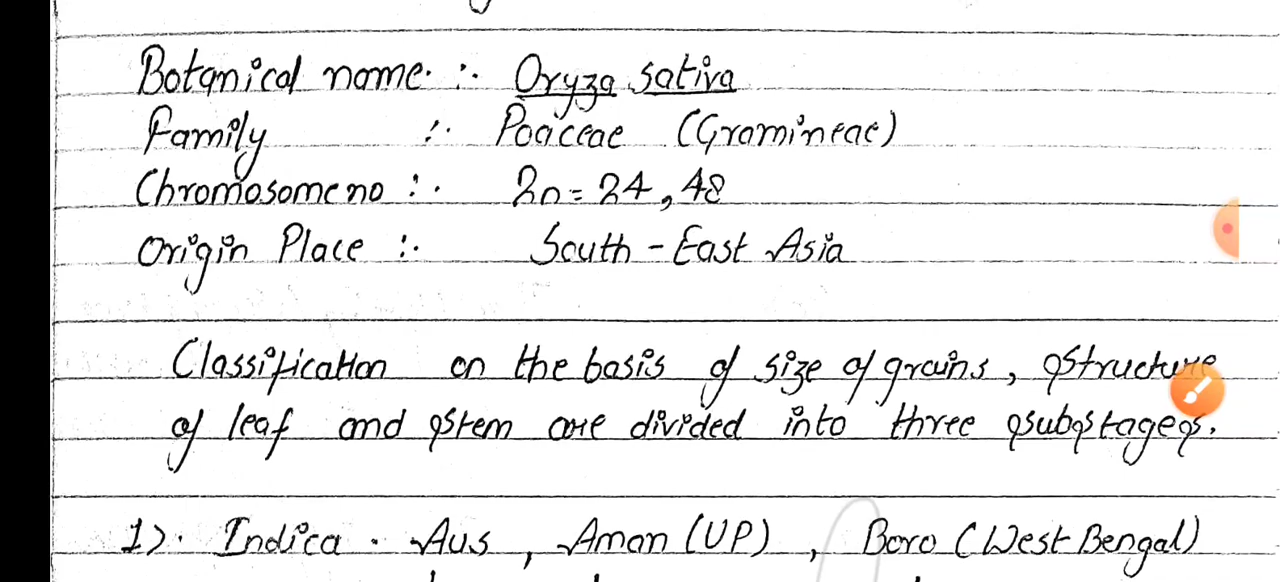 Botanical name :. Oryza sativa
Family :. Poaceae (Gramineae)
Chromosome no :. 2n = 24, 48
Origin Place :. South-East Asia
Classification on the basis of size of grains, structure
of leaf and stem are divided into three substages.
1). Indica . Aus, Aman (UP), Boro (West Bengal)